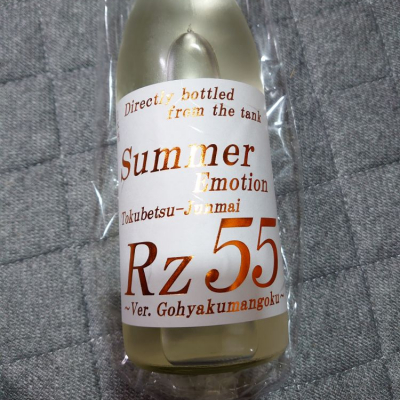 Directly bottled
from the tank
Summer
Emotion
Tokubetsu-Junmai
Rz55
~Ver. Gohyakumangoku~